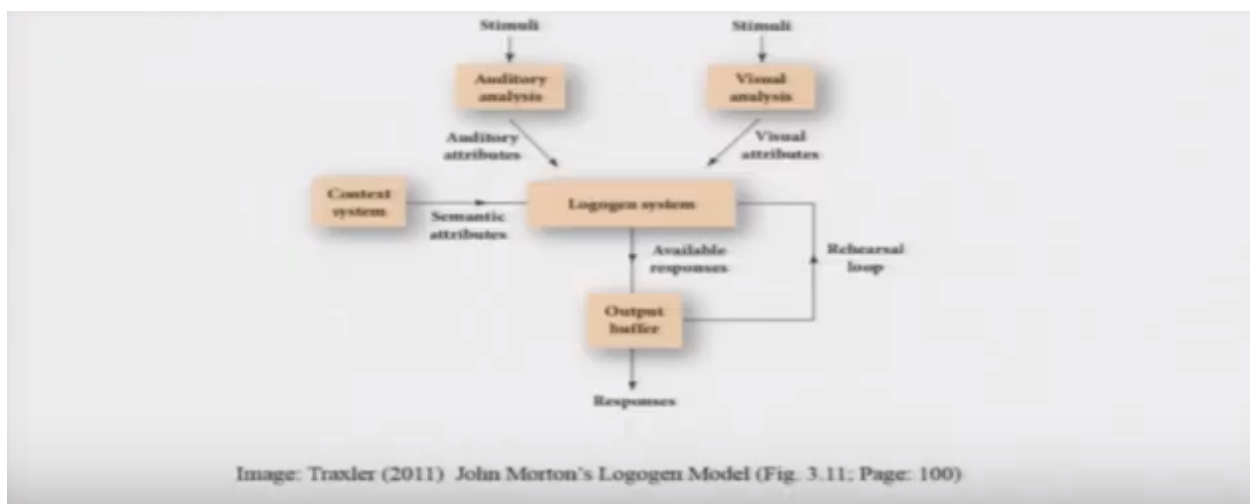 Stimuli
Stimuli
Auditory
analysis
Visual
analysis
Auditory
attributes
Visual
attributes
Context
system
Semantic
attributes
Logogen system
Available
responses
Rehearsal
loop
Output
buffer
Responses
Image: Traxler (2011) John Morton's Logogen Model (Fig. 3.11; Page: 100)